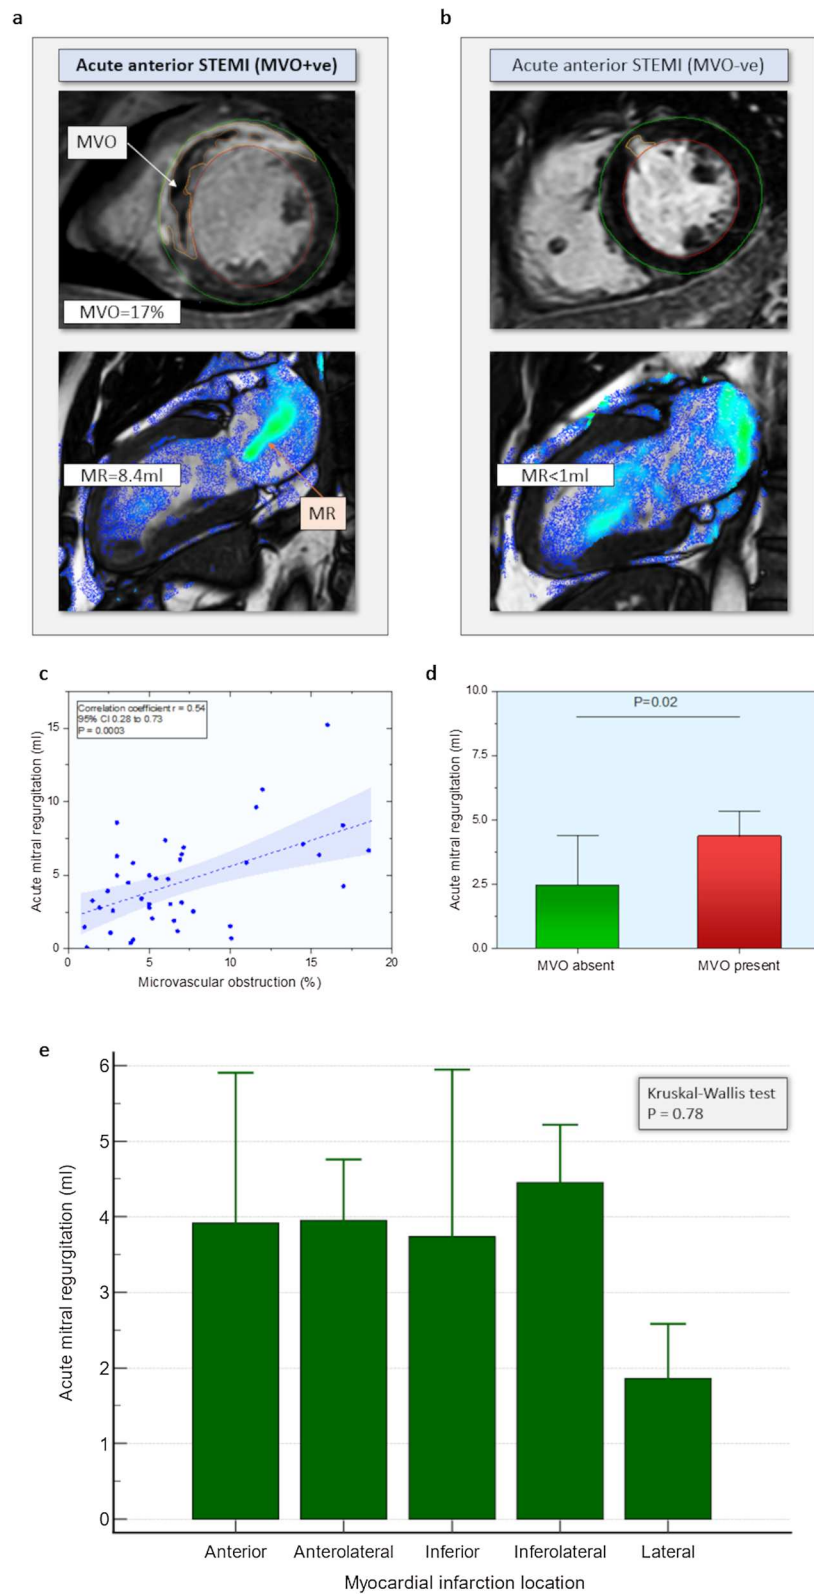 a
Acute anterior STEMI (MVO+ve)
MVO
MVO=17%
MR=8.4ml
MR
b
Acute anterior STEMI (MVO-ve)
MR<1ml
c
Correlation coefficient r = 0.54
95% CI 0.28 to 0.73
P = 0.0003
Acute mitral regurgitation (ml)
15
10
5
0
0 5 10 15 20
Microvascular obstruction (%)
d
P=0.02
Acute mitral regurgitation (ml)
10.0
7.5
5.0
2.5
0.0
MVO absent MVO present
e
Kruskal-Wallis test
P = 0.78
Acute mitral regurgitation (ml)
6
5
4
3
2
1
0
Anterior Anterolateral Inferior Inferolateral Lateral
Myocardial infarction location